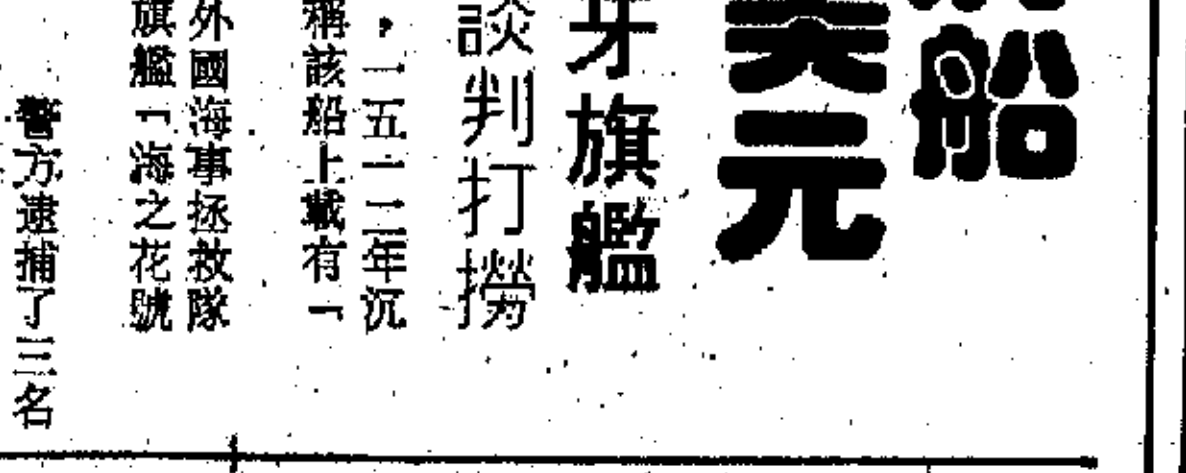 船
美元
牙旗艦
談判打撈
，一五一二年沉
稱該船上載有「
外國海事拯救隊
旗艦「海之花號
警方逮捕了三名